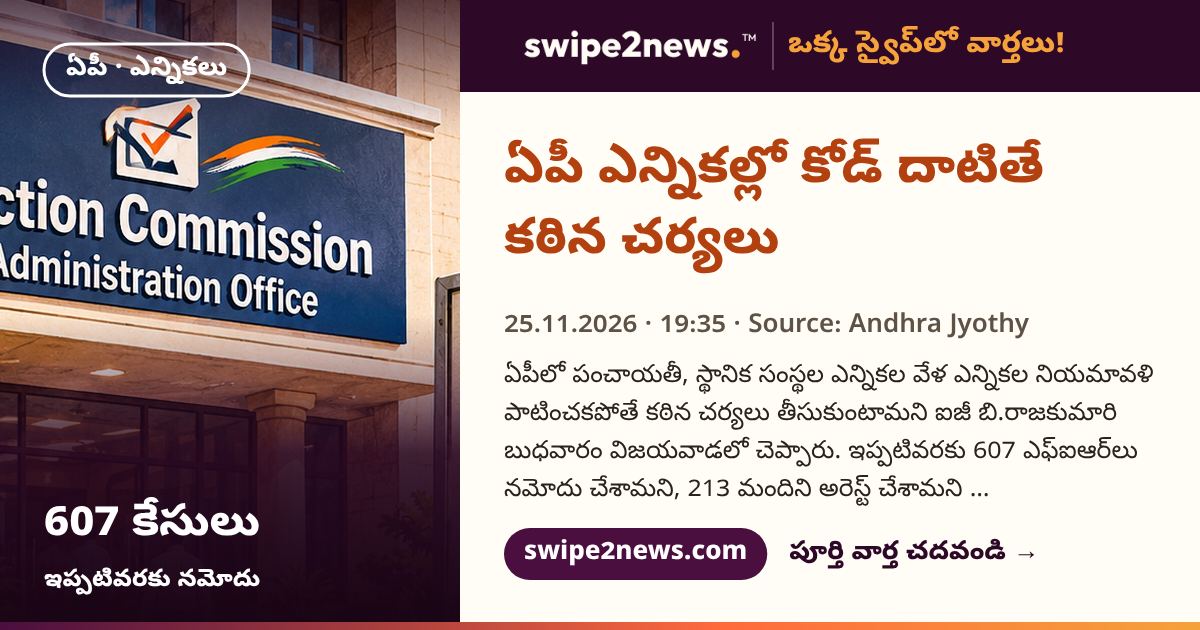 ఏపీ · ఎన్నికలు
ction Commission
Administration Office
607 కేసులు
ఇప్పటివరకు నమోదు
swipe2news.™ ఒక్క స్వైప్‌లో వార్తలు!
ఏపీ ఎన్నికల్లో కోడ్ దాటితే
కఠిన చర్యలు
25.11.2026 · 19:35 · Source: Andhra Jyothy
ఏపీలో పంచాయతీ, స్థానిక సంస్థల ఎన్నికల వేళ ఎన్నికల నియమావళి
పాటించకపోతే కఠిన చర్యలు తీసుకుంటామని ఐజీ బి.రాజకుమారి
బుధవారం విజయవాడలో చెప్పారు. ఇప్పటివరకు 607 ఎఫ్ఐఆర్‌లు
నమోదు చేశామని, 213 మందిని అరెస్ట్ చేశామని ...
swipe2news.com పూర్తి వార్త చదవండి →